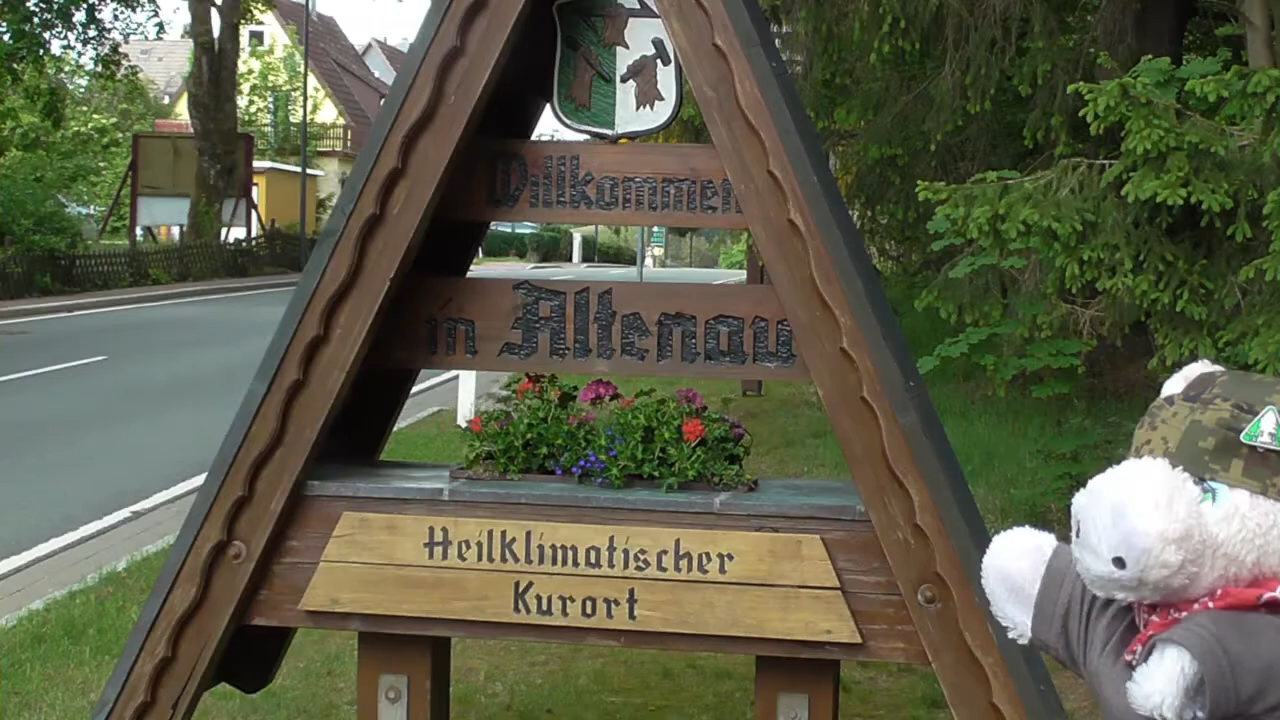 Willkommen
in Altenau
Heilklimatischer
Kurort